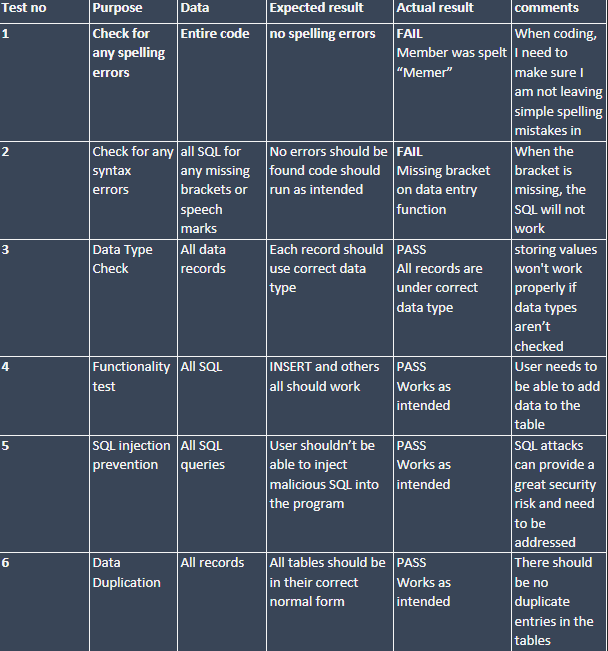 Test no Purpose Data Expected result Actual result comments
1 Check for any spelling errors Entire code no spelling errors FAIL Member was spelt “Memer” When coding, I need to make sure I am not leaving simple spelling mistakes in
2 Check for any syntax errors all SQL for any missing brackets or speech marks No errors should be found code should run as intended FAIL Missing bracket on data entry function When the bracket is missing, the SQL will not work
3 Data Type Check All data records Each record should use correct data type PASS All records are under correct data type storing values won't work properly if data types aren’t checked
4 Functionality test All SQL INSERT and others all should work PASS Works as intended User needs to be able to add data to the table
5 SQL injection prevention All SQL queries User shouldn’t be able to inject malicious SQL into the program PASS Works as intended SQL attacks can provide a great security risk and need to be addressed
6 Data Duplication All records All tables should be in their correct normal form PASS Works as intended There should be no duplicate entries in the tables